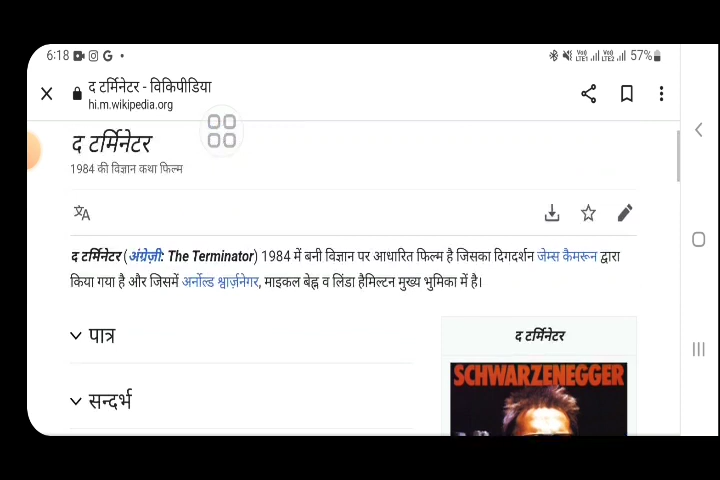 6:18 57%
द टर्मिनेटर - विकिपीडिया
hi.m.wikipedia.org
द टर्मिनेटर
1984 की विज्ञान कथा फिल्म
द टर्मिनेटर (अंग्रेज़ी: The Terminator) 1984 में बनी विज्ञान पर आधारित फिल्म है जिसका दिगदर्शन जेम्स कैमरून द्वारा
किया गया है और जिसमें अर्नोल्ड श्वार्ज़नेगर, माइकल बेह्न व लिंडा हैमिल्टन मुख्य भुमिका में है।
द टर्मिनेटर
पात्र
SCHWARZENEGGER
सन्दर्भ